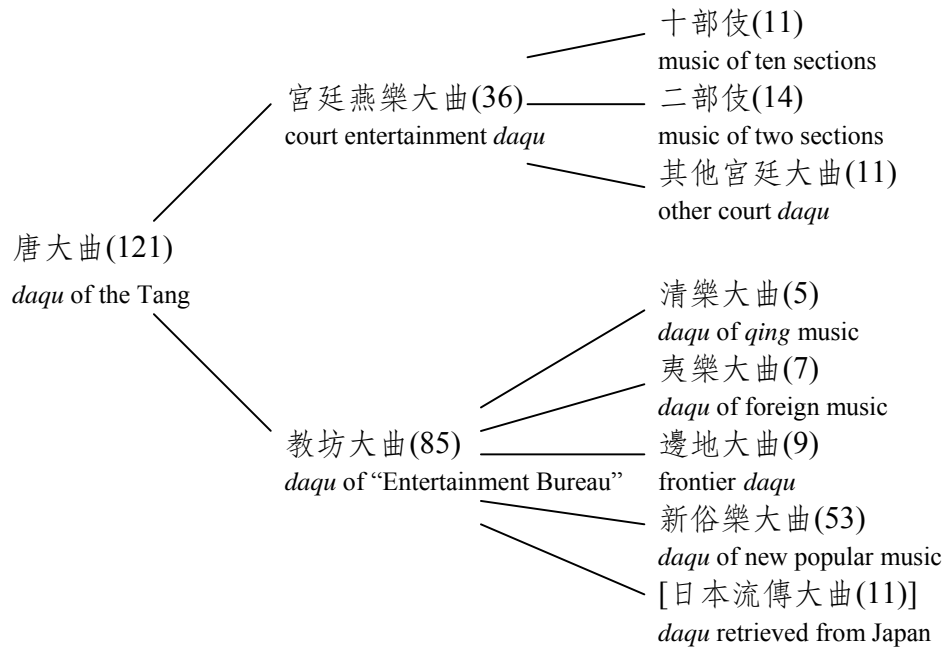 十部伎(11)
music of ten sections
宮廷燕樂大曲(36)
court entertainment daqu
二部伎(14)
music of two sections
其他宮廷大曲(11)
other court daqu
唐大曲(121)
daqu of the Tang
清樂大曲(5)
daqu of qing music
夷樂大曲(7)
daqu of foreign music
教坊大曲(85)
daqu of “Entertainment Bureau”
邊地大曲(9)
frontier daqu
新俗樂大曲(53)
daqu of new popular music
[日本流傳大曲(11)]
daqu retrieved from Japan